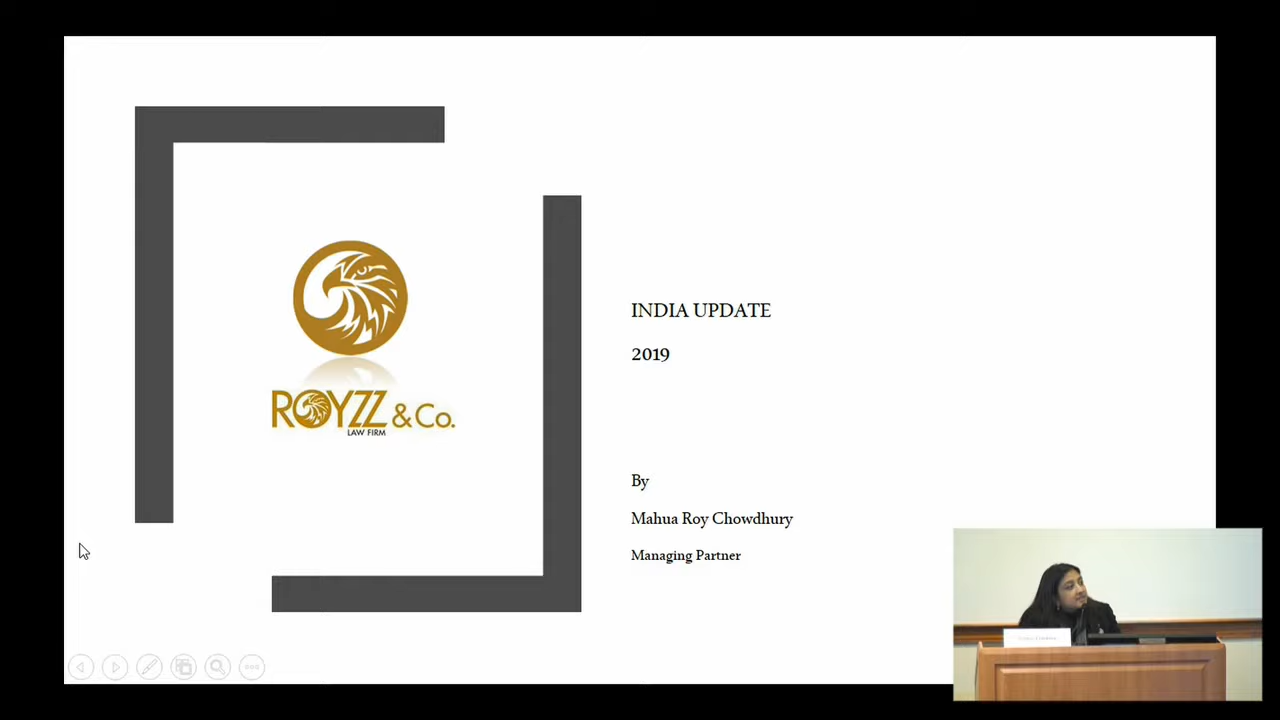 ROYZZ & Co.
LAW FIRM
INDIA UPDATE
2019
By
Mahua Roy Chowdhury
Managing Partner